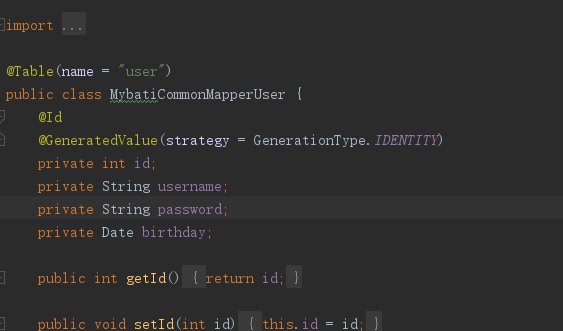 import ...
@Table(name = "user")
public class MybatiCommonMapperUser {
@Id
@GeneratedValue(strategy = GenerationType.IDENTITY)
private int id;
private String username;
private String password;
private Date birthday;
public int getId() { return id; }
public void setId(int id) { this.id = id; }